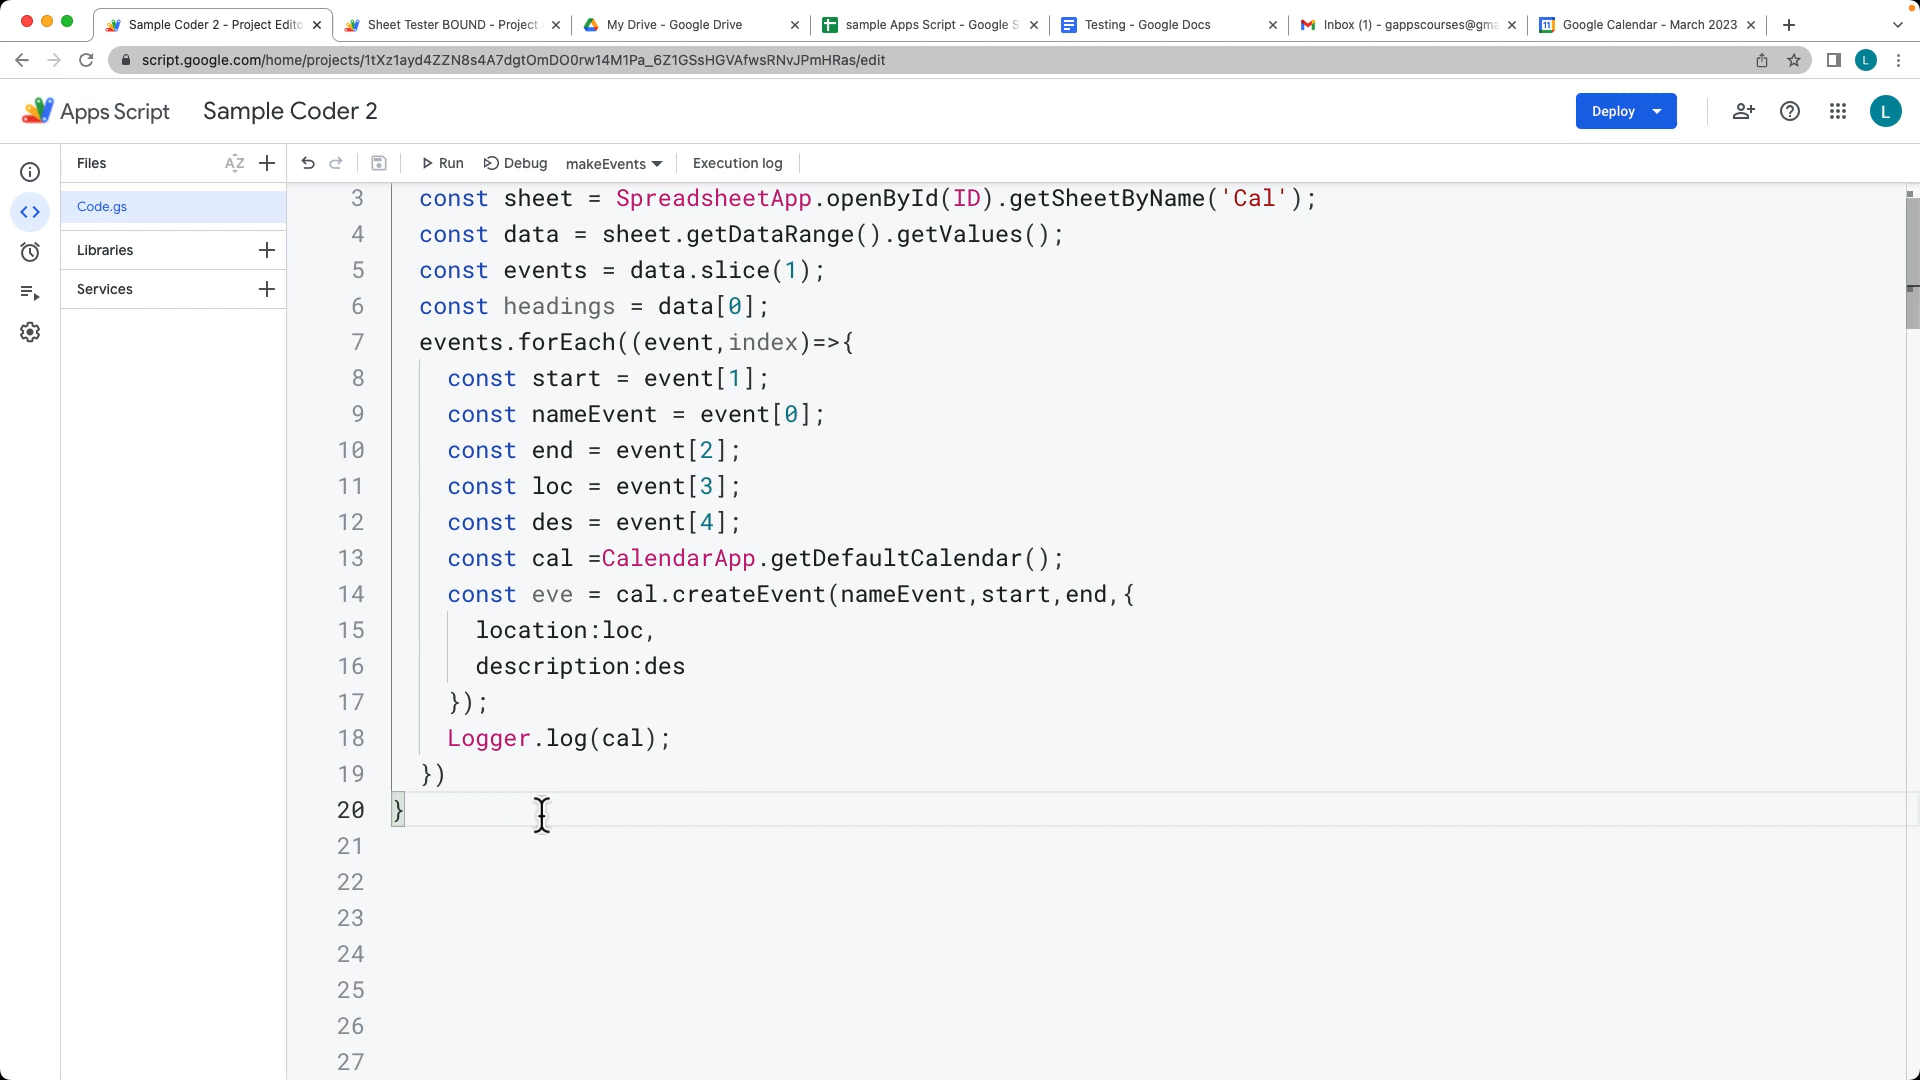 Sample Coder 2 - Project Edito
Sheet Tester BOUND - Project
My Drive - Google Drive
sample Apps Script - Google S
Testing - Google Docs
Inbox (1) - gappscourses@gma
Google Calendar - March 2023
script.google.com/home/projects/1tXz1ayd4ZZN8s4A7dgtOmDO0rw14M1Pa_6Z1GSsHGVAfwsRNvJPmHRas/edit
L
Apps Script
Sample Coder 2
Deploy
L
Files
AZ
Run
Debug
makeEvents
Execution log
Code.gs
Libraries
Services
3 const sheet = SpreadsheetApp.openById(ID).getSheetByName('Cal');
4 const data = sheet.getDataRange().getValues();
5 const events = data.slice(1);
6 const headings = data[0];
7 events.forEach((event,index)=>{
8 const start = event[1];
9 const nameEvent = event[0];
10 const end = event[2];
11 const loc = event[3];
12 const des = event[4];
13 const cal =CalendarApp.getDefaultCalendar();
14 const eve = cal.createEvent(nameEvent,start,end,{
15 location:loc,
16 description:des
17 });
18 Logger.log(cal);
19 })
20 }
21
22
23
24
25
26
27